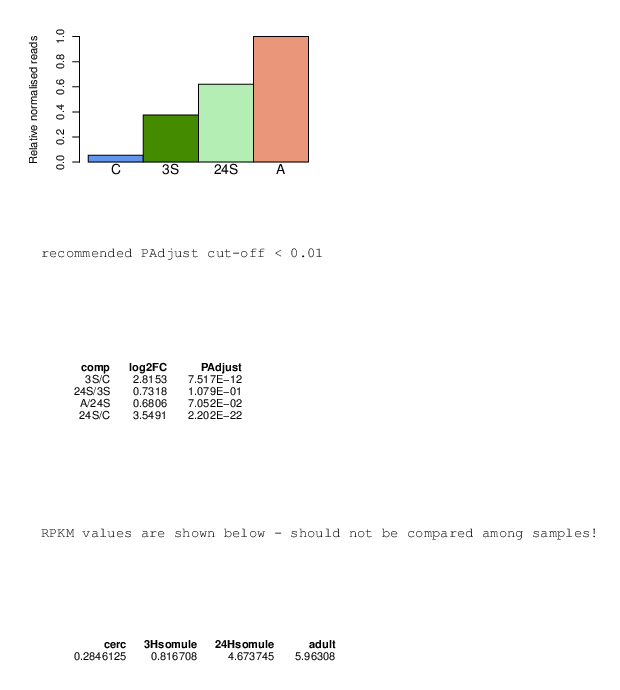 Relative normalised reads
1.0
0.8
0.6
0.4
0.2
0.0
C 3S 24S A
recommended PAdjust cut-off < 0.01
comp log2FC PAdjust
3S/C 2.8153 7.517E−12
24S/3S 0.7318 1.079E−01
A/24S 0.6806 7.052E−02
24S/C 3.5491 2.202E−22
RPKM values are shown below - should not be compared among samples!
cerc 3Hsomule 24Hsomule adult
0.2846125 0.816708 4.673745 5.96308